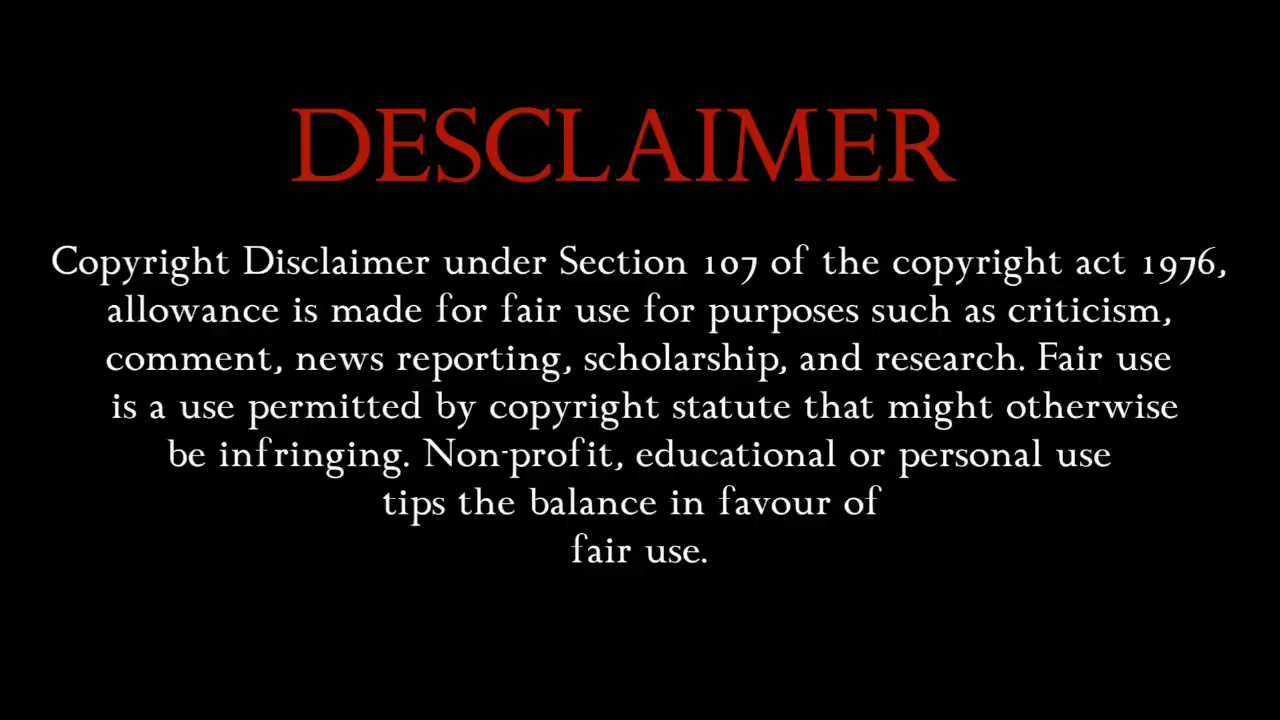 DESCLAIMER
Copyright Disclaimer under Section 107 of the copyright act 1976,
allowance is made for fair use for purposes such as criticism,
comment, news reporting, scholarship, and research. Fair use
is a use permitted by copyright statute that might otherwise
be infringing. Non-profit, educational or personal use
tips the balance in favour of
fair use.